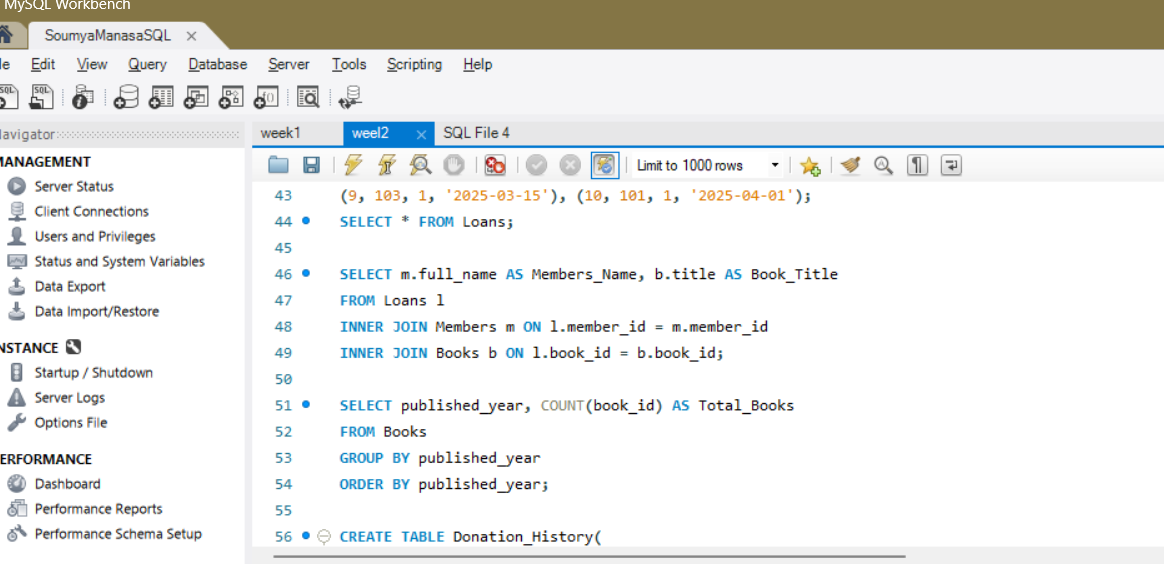 MySQL Workbench
SoumyaManasaSQL
le Edit View Query Database Server Tools Scripting Help
SQL SQL
avigator
week1 weel2 SQL File 4
MANAGEMENT
Server Status
Client Connections
Users and Privileges
Status and System Variables
Data Export
Data Import/Restore
NSTANCE
Startup / Shutdown
Server Logs
Options File
ERFORMANCE
Dashboard
Performance Reports
Performance Schema Setup
Limit to 1000 rows
43 (9, 103, 1, '2025-03-15'), (10, 101, 1, '2025-04-01');
44 SELECT * FROM Loans;
45
46 SELECT m.full_name AS Members_Name, b.title AS Book_Title
47 FROM Loans l
48 INNER JOIN Members m ON l.member_id = m.member_id
49 INNER JOIN Books b ON l.book_id = b.book_id;
50
51 SELECT published_year, COUNT(book_id) AS Total_Books
52 FROM Books
53 GROUP BY published_year
54 ORDER BY published_year;
55
56 CREATE TABLE Donation_History(